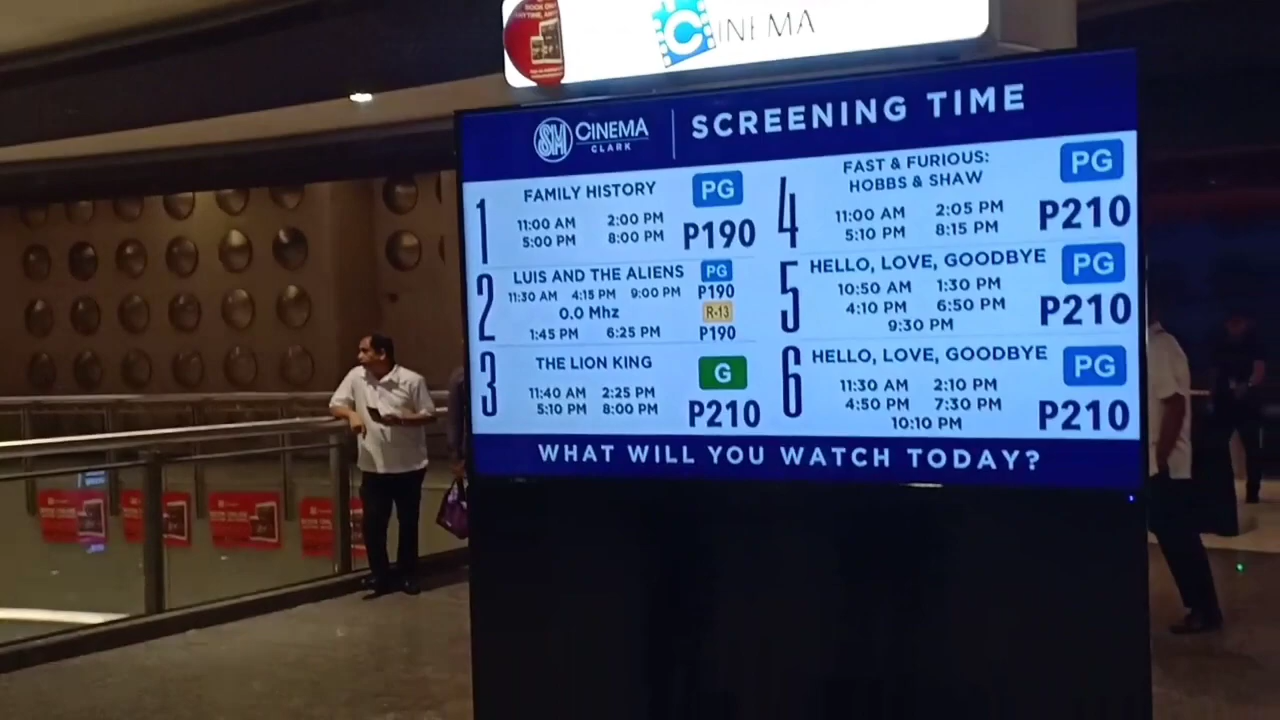 CINEMA
SM CINEMA
CLARK
SCREENING TIME
1
FAMILY HISTORY
PG
11:00 AM 2:00 PM
5:00 PM 8:00 PM
P190
2
LUIS AND THE ALIENS
PG
11:30 AM 4:15 PM 9:00 PM
P190
0.0 Mhz
R-13
1:45 PM 6:25 PM
P190
3
THE LION KING
G
11:40 AM 2:25 PM
5:10 PM 8:00 PM
P210
4
FAST & FURIOUS:
HOBBS & SHAW
PG
11:00 AM 2:05 PM
5:10 PM 8:15 PM
P210
5
HELLO, LOVE, GOODBYE
PG
10:50 AM 1:30 PM
4:10 PM 6:50 PM
9:30 PM
P210
6
HELLO, LOVE, GOODBYE
PG
11:30 AM 2:10 PM
4:50 PM 7:30 PM
10:10 PM
P210
WHAT WILL YOU WATCH TODAY?